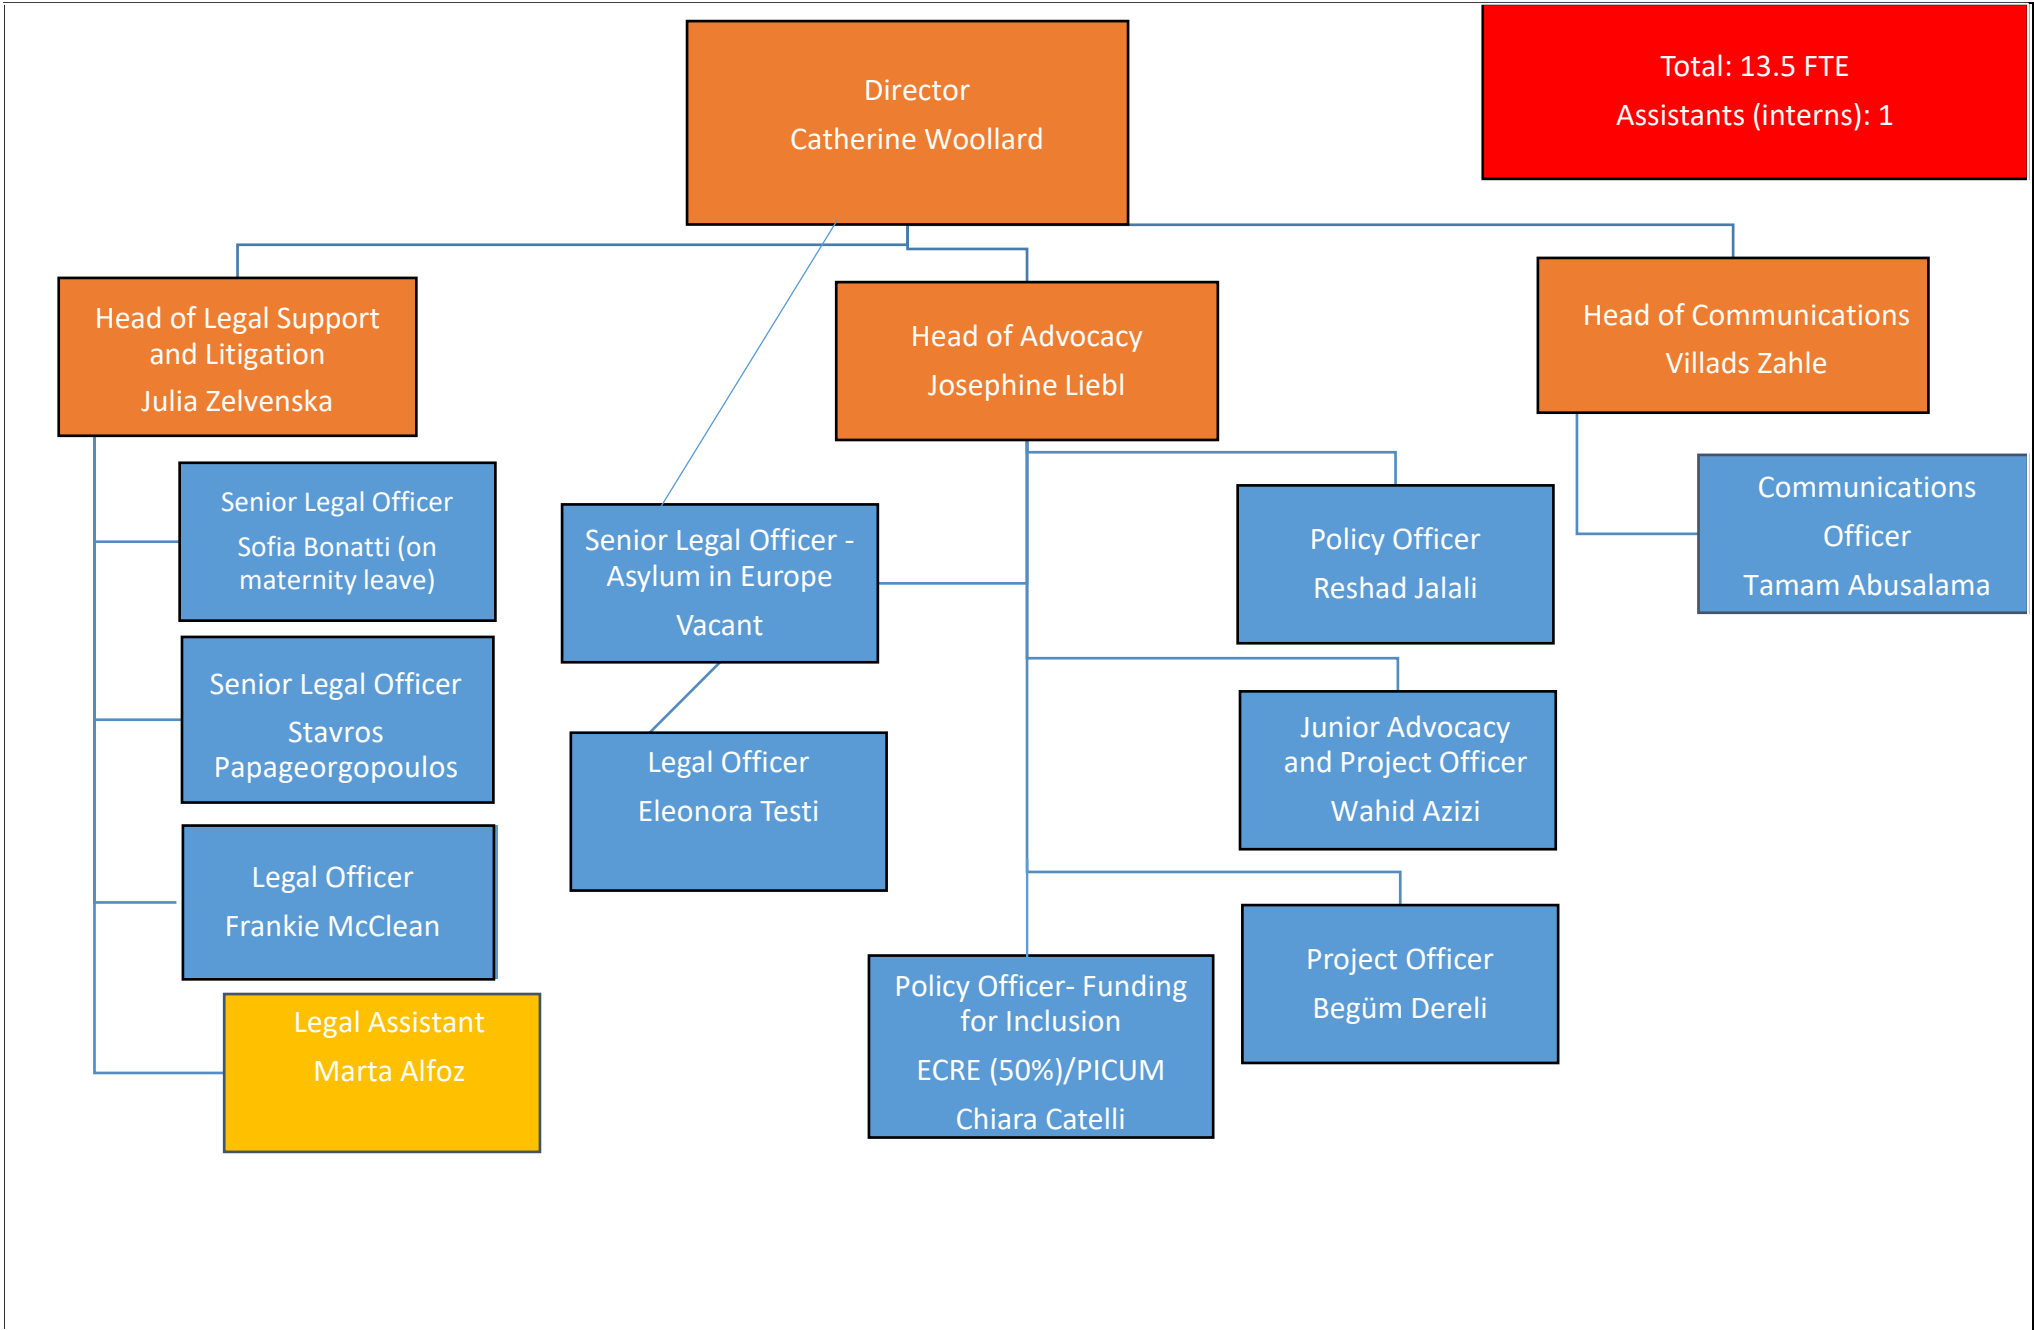 Director
Catherine Woollard
Total: 13.5 FTE
Assistants (interns): 1
Head of Legal Support
and Litigation
Julia Zelvenska
Head of Advocacy
Josephine Liebl
Head of Communications
Villads Zahle
Senior Legal Officer
Sofia Bonatti (on
maternity leave)
Senior Legal Officer
Stavros
Papageorgopoulos
Legal Officer
Frankie McClean
Legal Assistant
Marta Alfoz
Senior Legal Officer -
Asylum in Europe
Vacant
Legal Officer
Eleonora Testi
Policy Officer
Reshad Jalali
Junior Advocacy
and Project Officer
Wahid Azizi
Project Officer
Begüm Dereli
Policy Officer- Funding
for Inclusion
ECRE (50%)/PICUM
Chiara Catelli
Communications
Officer
Tamam Abusalama